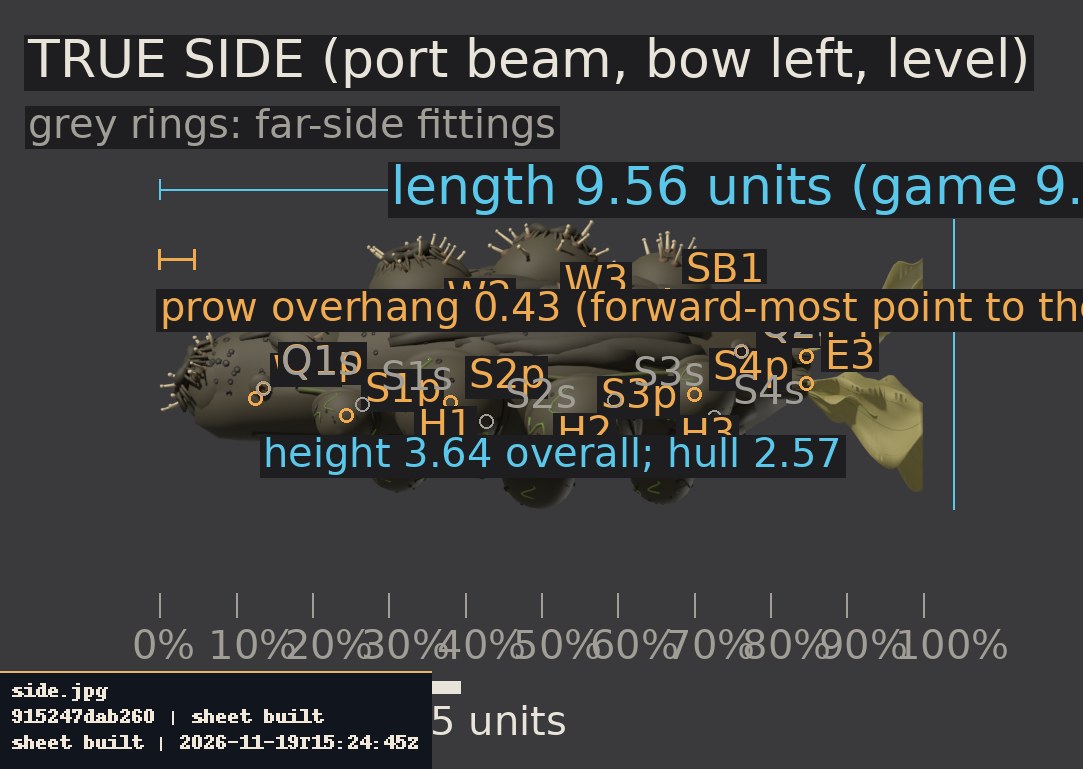 TRUE SIDE (port beam, bow left, level)
grey rings: far-side fittings
length 9.56 units (game 9.
W3
SB1
prow overhang 0.43 (forward-most point to the
Q1p
S1s
S2p
S3s
S4p
E3
S1p
S2s
S3p
S4s
H1
H2
H3
height 3.64 overall; hull 2.57
0% 10% 20% 30% 40% 50% 60% 70% 80% 90% 100%
5 units
side.jpg
915247dab260 | sheet built
sheet built | 2026-11-19T15:24:45Z